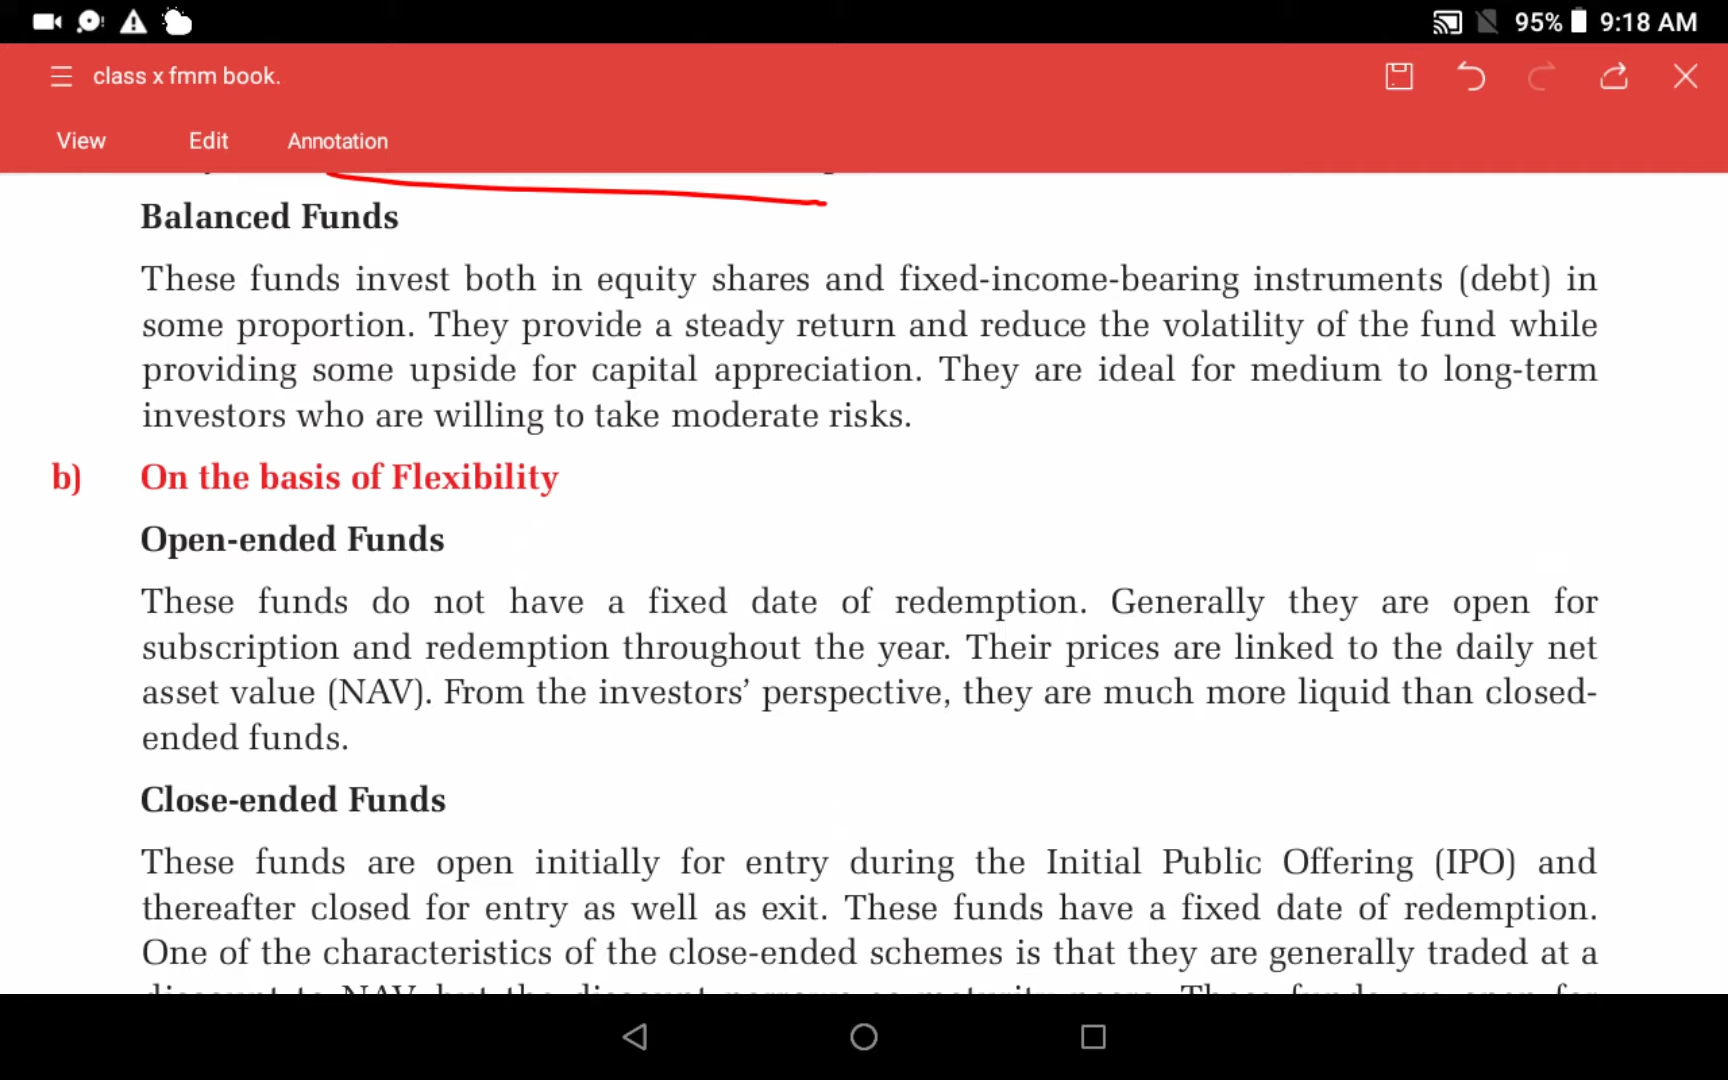 95% 9:18 AM
class x fmm book.
View Edit Annotation
Balanced Funds
These funds invest both in equity shares and fixed-income-bearing instruments (debt) in
some proportion. They provide a steady return and reduce the volatility of the fund while
providing some upside for capital appreciation. They are ideal for medium to long-term
investors who are willing to take moderate risks.
b) On the basis of Flexibility
Open-ended Funds
These funds do not have a fixed date of redemption. Generally they are open for
subscription and redemption throughout the year. Their prices are linked to the daily net
asset value (NAV). From the investors’ perspective, they are much more liquid than closed-
ended funds.
Close-ended Funds
These funds are open initially for entry during the Initial Public Offering (IPO) and
thereafter closed for entry as well as exit. These funds have a fixed date of redemption.
One of the characteristics of the close-ended schemes is that they are generally traded at a